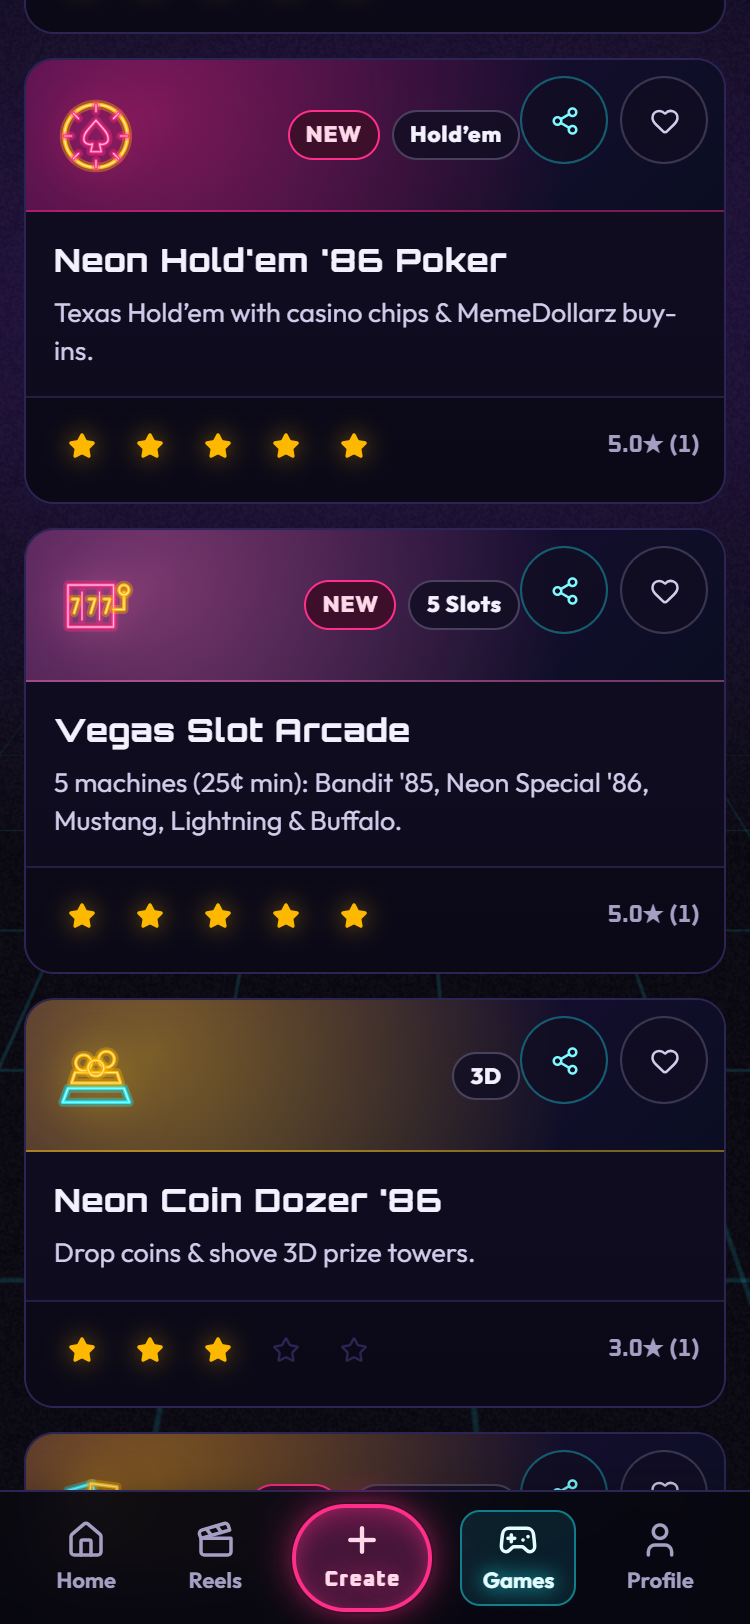 NEW
Hold’em
Neon Hold'em '86 Poker
Texas Hold’em with casino chips & MemeDollarz buy-
ins.
5.0★ (1)
777
NEW
5 Slots
Vegas Slot Arcade
5 machines (25¢ min): Bandit '85, Neon Special '86,
Mustang, Lightning & Buffalo.
5.0★ (1)
3D
Neon Coin Dozer '86
Drop coins & shove 3D prize towers.
3.0★ (1)
Home
Reels
Create
Games
Profile